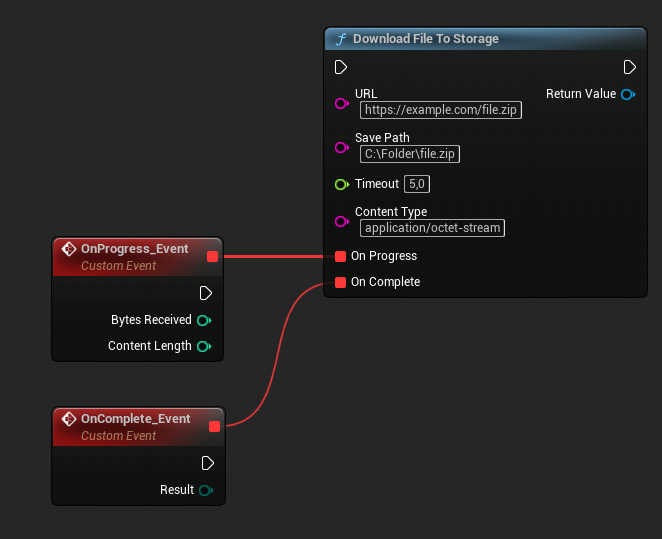 Download File To Storage
URL
https://example.com/file.zip
Return Value
Save Path
C:\Folder\file.zip
Timeout 5,0
Content Type
application/octet-stream
On Progress
On Complete
OnProgress_Event
Custom Event
Bytes Received
Content Length
OnComplete_Event
Custom Event
Result